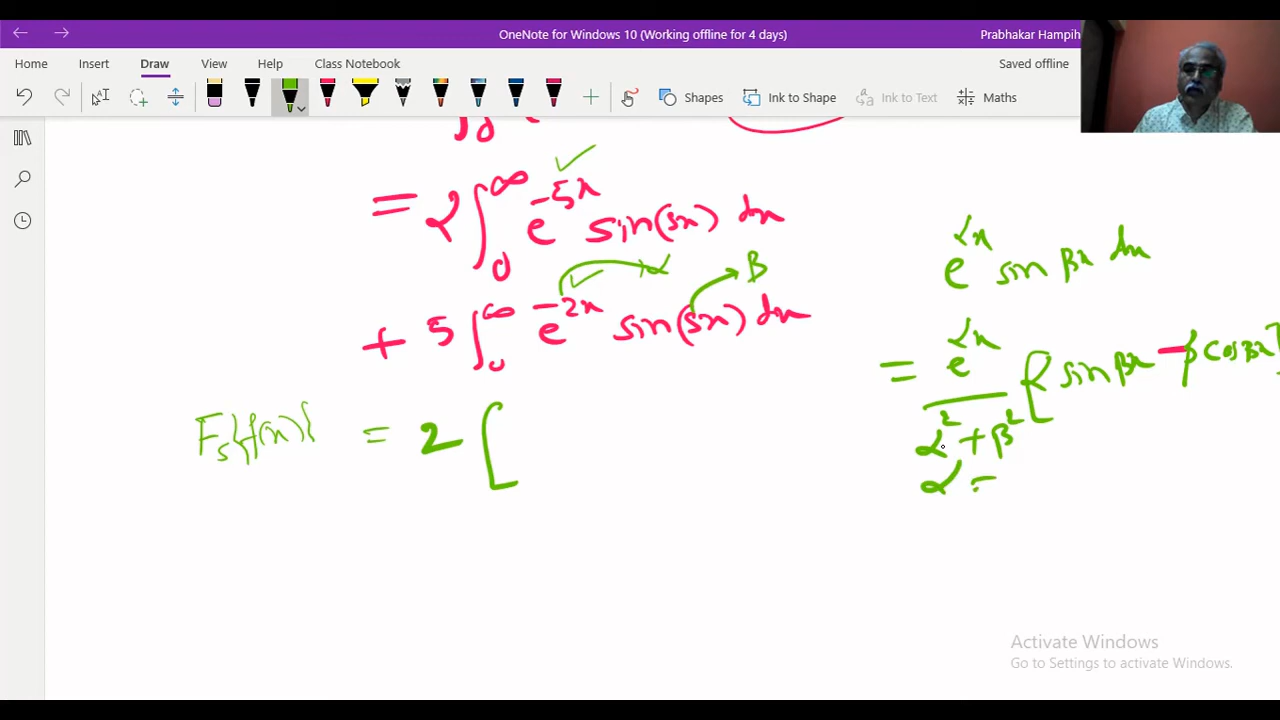 OneNote for Windows 10 (Working offline for 4 days)
Prabhakar Hampih
Home Insert Draw View Help Class Notebook
Saved offline
Shapes Ink to Shape Ink to Text Maths
= 2 ∫₀^∞ e^{-5x} sin(sx) dx
+ 5 ∫₀^∞ e^{-2x} sin(sx) dx
α
β
F_s{f(x)} = 2 [
e^{αx} sin βx dx
= e^{αx} / (α² + β²) [α sin βx - β cos βx]
α =
Activate Windows
Go to Settings to activate Windows.